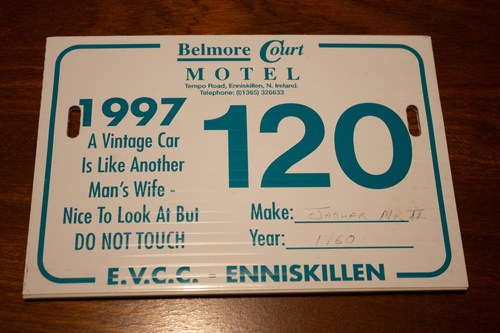 Belmore Court
MOTEL
Tempo Road, Enniskillen, N. Ireland.
Telephone: (01365) 326633
1997
120
A Vintage Car
Is Like Another
Man's Wife -
Nice To Look At But
DO NOT TOUCH
Make: JAGUAR MK II
Year: 1960
E.V.C.C. - ENNISKILLEN